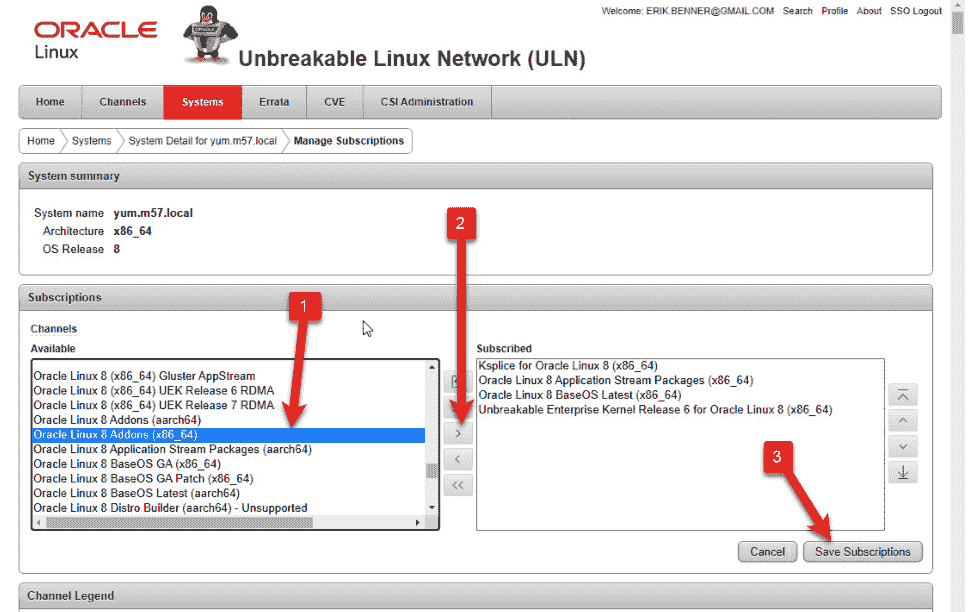 Welcome: ERIK.BENNER@GMAIL.COM Search Profile About SSO Logout
ORACLE
Linux
ORACLE
Unbreakable Linux Network (ULN)
Home Channels Systems Errata CVE CSI Administration
Home Systems System Detail for yum.m57.local Manage Subscriptions
System summary
System name yum.m57.local
Architecture x86_64
OS Release 8
2
Subscriptions
1
Channels
Available
Subscribed
Oracle Linux 8 (x86_64) Gluster AppStream
Oracle Linux 8 (x86_64) UEK Release 6 RDMA
Oracle Linux 8 (x86_64) UEK Release 7 RDMA
Oracle Linux 8 Addons (aarch64)
Oracle Linux 8 Addons (x86_64)
Oracle Linux 8 Application Stream Packages (aarch64)
Oracle Linux 8 BaseOS GA (x86_64)
Oracle Linux 8 BaseOS GA Patch (x86_64)
Oracle Linux 8 BaseOS Latest (aarch64)
Oracle Linux 8 Distro Builder (aarch64) - Unsupported
>
<
<<
Ksplice for Oracle Linux 8 (x86_64)
Oracle Linux 8 Application Stream Packages (x86_64)
Oracle Linux 8 BaseOS Latest (x86_64)
Unbreakable Enterprise Kernel Release 6 for Oracle Linux 8 (x86_64)
3
Cancel Save Subscriptions
Channel Legend